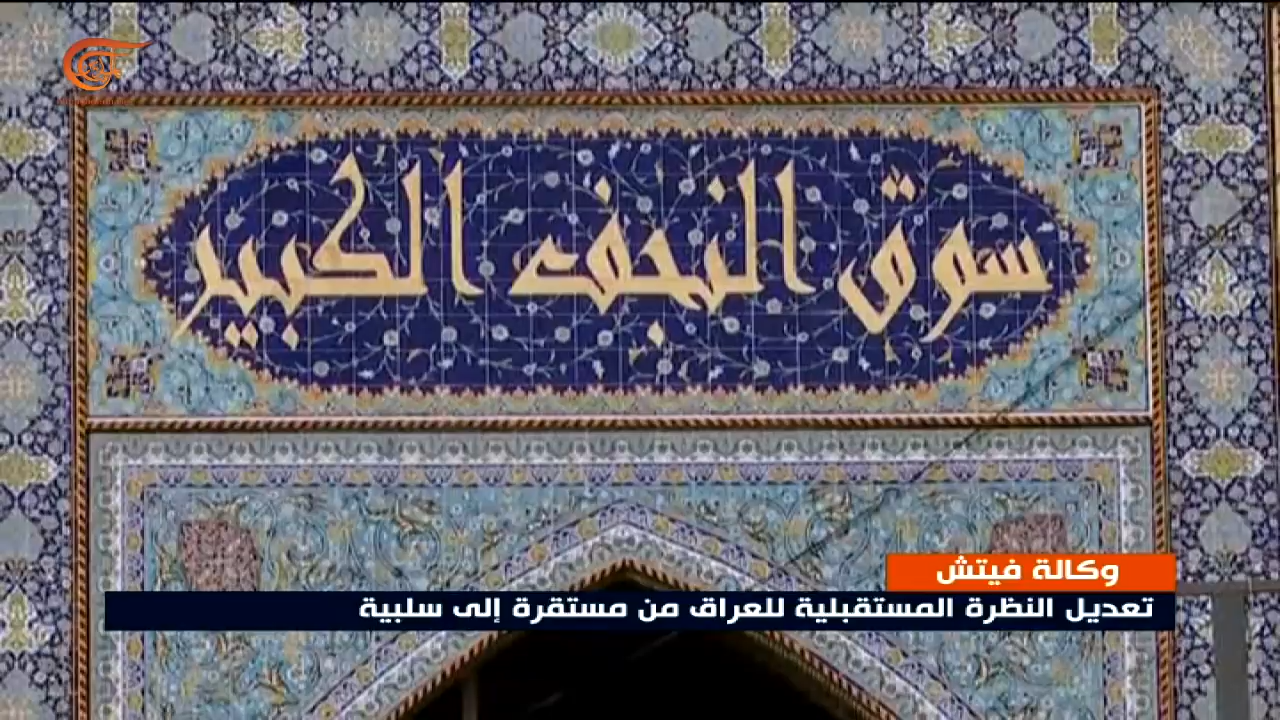 سوق النجف الكبير
وكالة فيتش
تعديل النظرة المستقبلية للعراق من مستقرة إلى سلبية